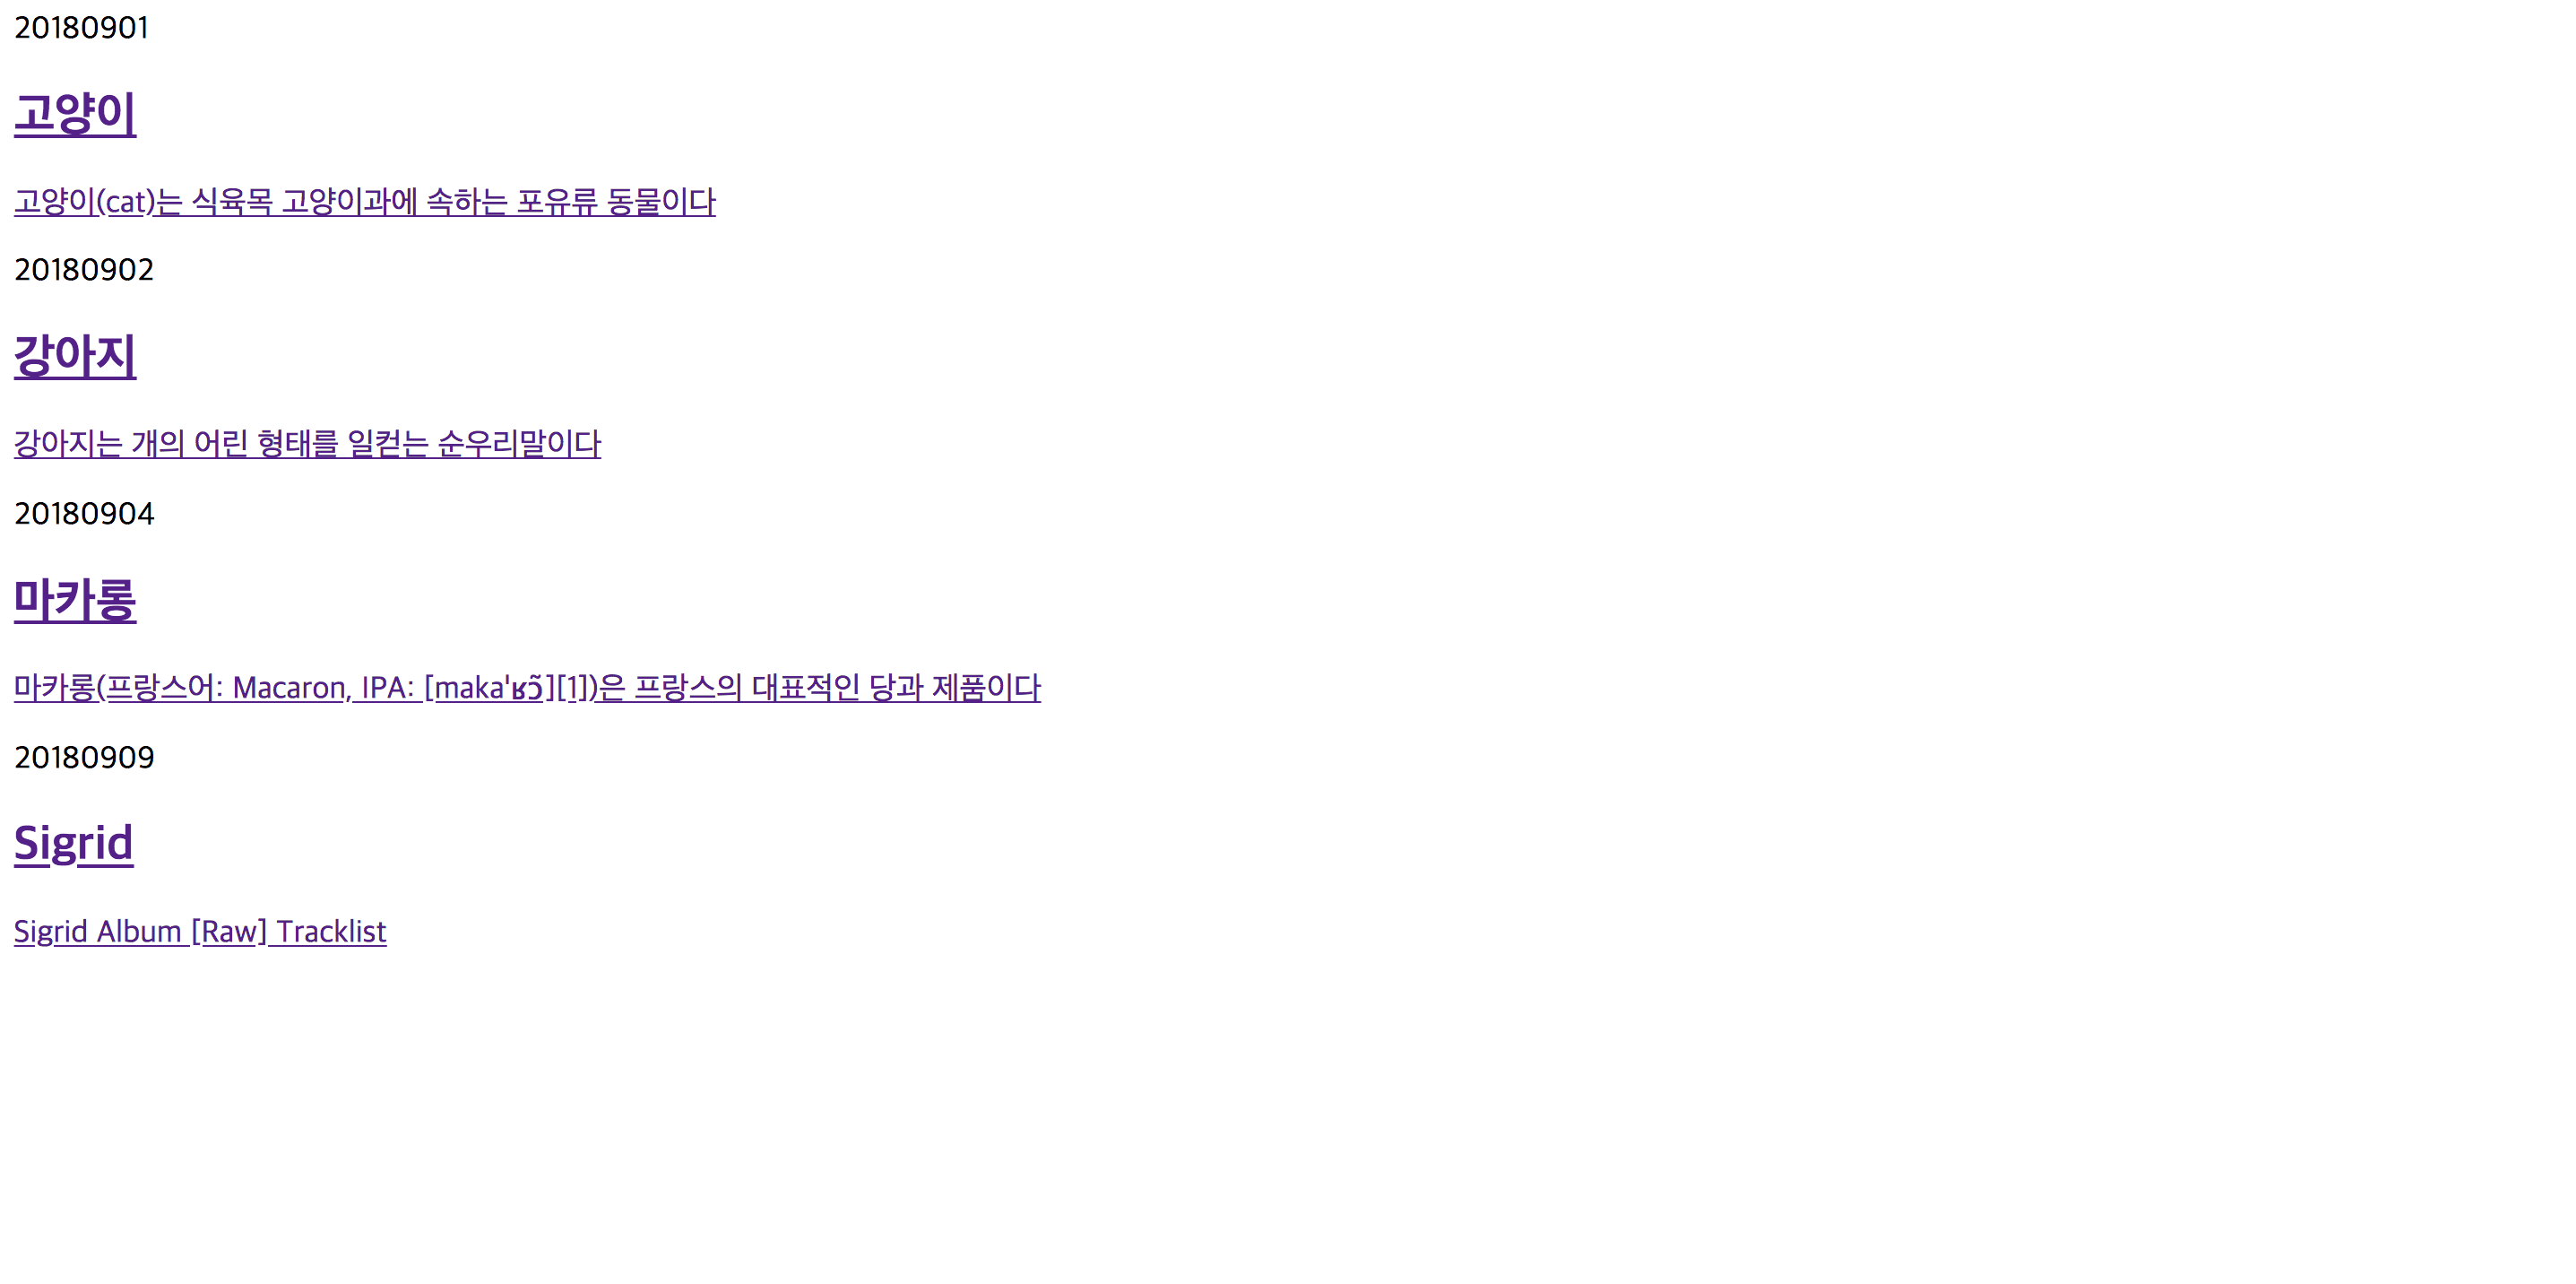 20180901
고양이
고양이(cat)는 식육목 고양이과에 속하는 포유류 동물이다
20180902
강아지
강아지는 개의 어린 형태를 일컫는 순우리말이다
20180904
마카롱
마카롱(프랑스어: Macaron, IPA: [makaˈʁɔ̃][1])은 프랑스의 대표적인 당과 제품이다
20180909
Sigrid
Sigrid Album [Raw] Tracklist